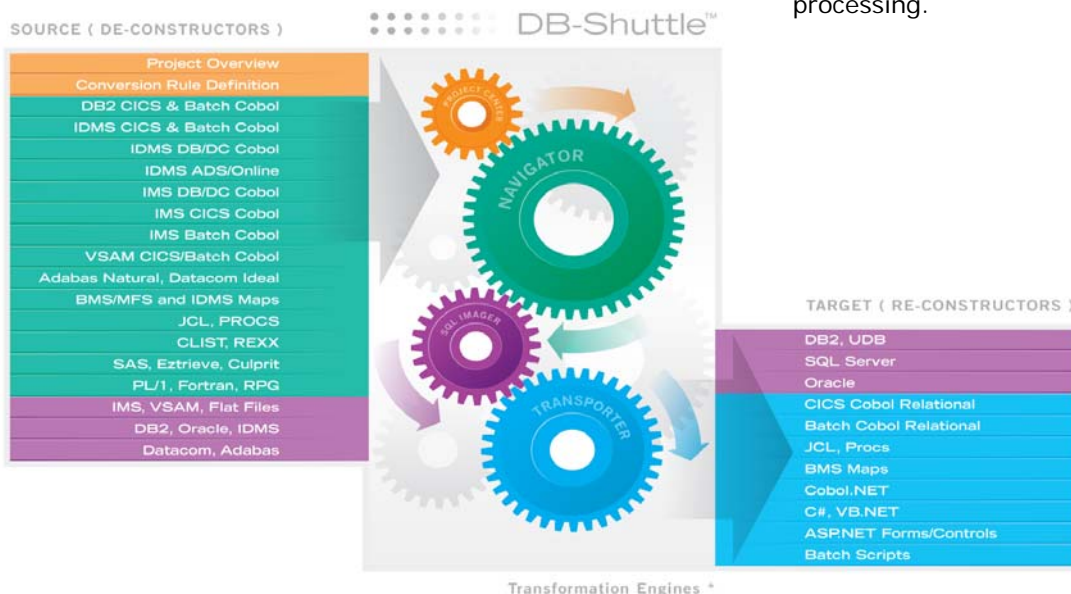 processing.
SOURCE ( DE-CONSTRUCTORS )
DB-Shuttle™
Project Overview
Conversion Rule Definition
DB2 CICS & Batch Cobol
IDMS CICS & Batch Cobol
IDMS DB/DC Cobol
IDMS ADS/Online
IMS DB/DC Cobol
IMS CICS Cobol
IMS Batch Cobol
VSAM CICS/Batch Cobol
Adabas Natural, Datacom Ideal
BMS/MFS and IDMS Maps
JCL, PROCS
CLIST, REXX
SAS, Eztrieve, Culprit
PL/1, Fortran, RPG
IMS, VSAM, Flat Files
DB2, Oracle, IDMS
Datacom, Adabas
PROJECT CENTER
NAVIGATOR
SQL IMAGER
TRANSPORTER
TARGET ( RE-CONSTRUCTORS )
DB2, UDB
SQL Server
Oracle
CICS Cobol Relational
Batch Cobol Relational
JCL, Procs
BMS Maps
Cobol.NET
C#, VB.NET
ASP.NET Forms/Controls
Batch Scripts
Transformation Engines *